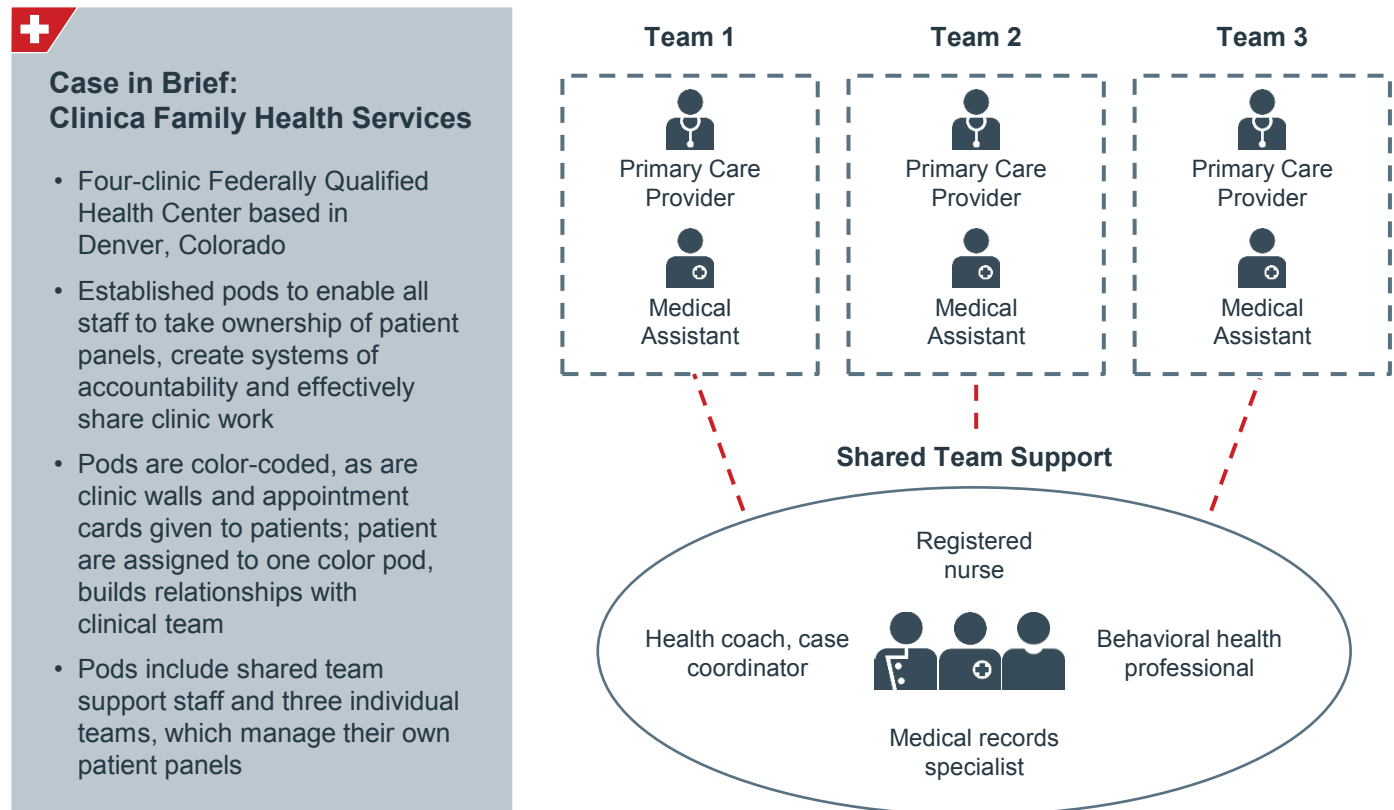 Case in Brief:
Clinica Family Health Services
• Four-clinic Federally Qualified
Health Center based in
Denver, Colorado
• Established pods to enable all
staff to take ownership of patient
panels, create systems of
accountability and effectively
share clinic work
• Pods are color-coded, as are
clinic walls and appointment
cards given to patients; patient
are assigned to one color pod,
builds relationships with
clinical team
• Pods include shared team
support staff and three individual
teams, which manage their own
patient panels
Team 1
Primary Care
Provider
Medical
Assistant
Team 2
Primary Care
Provider
Medical
Assistant
Team 3
Primary Care
Provider
Medical
Assistant
Shared Team Support
Registered
nurse
Health coach, case
coordinator
Behavioral health
professional
Medical records
specialist